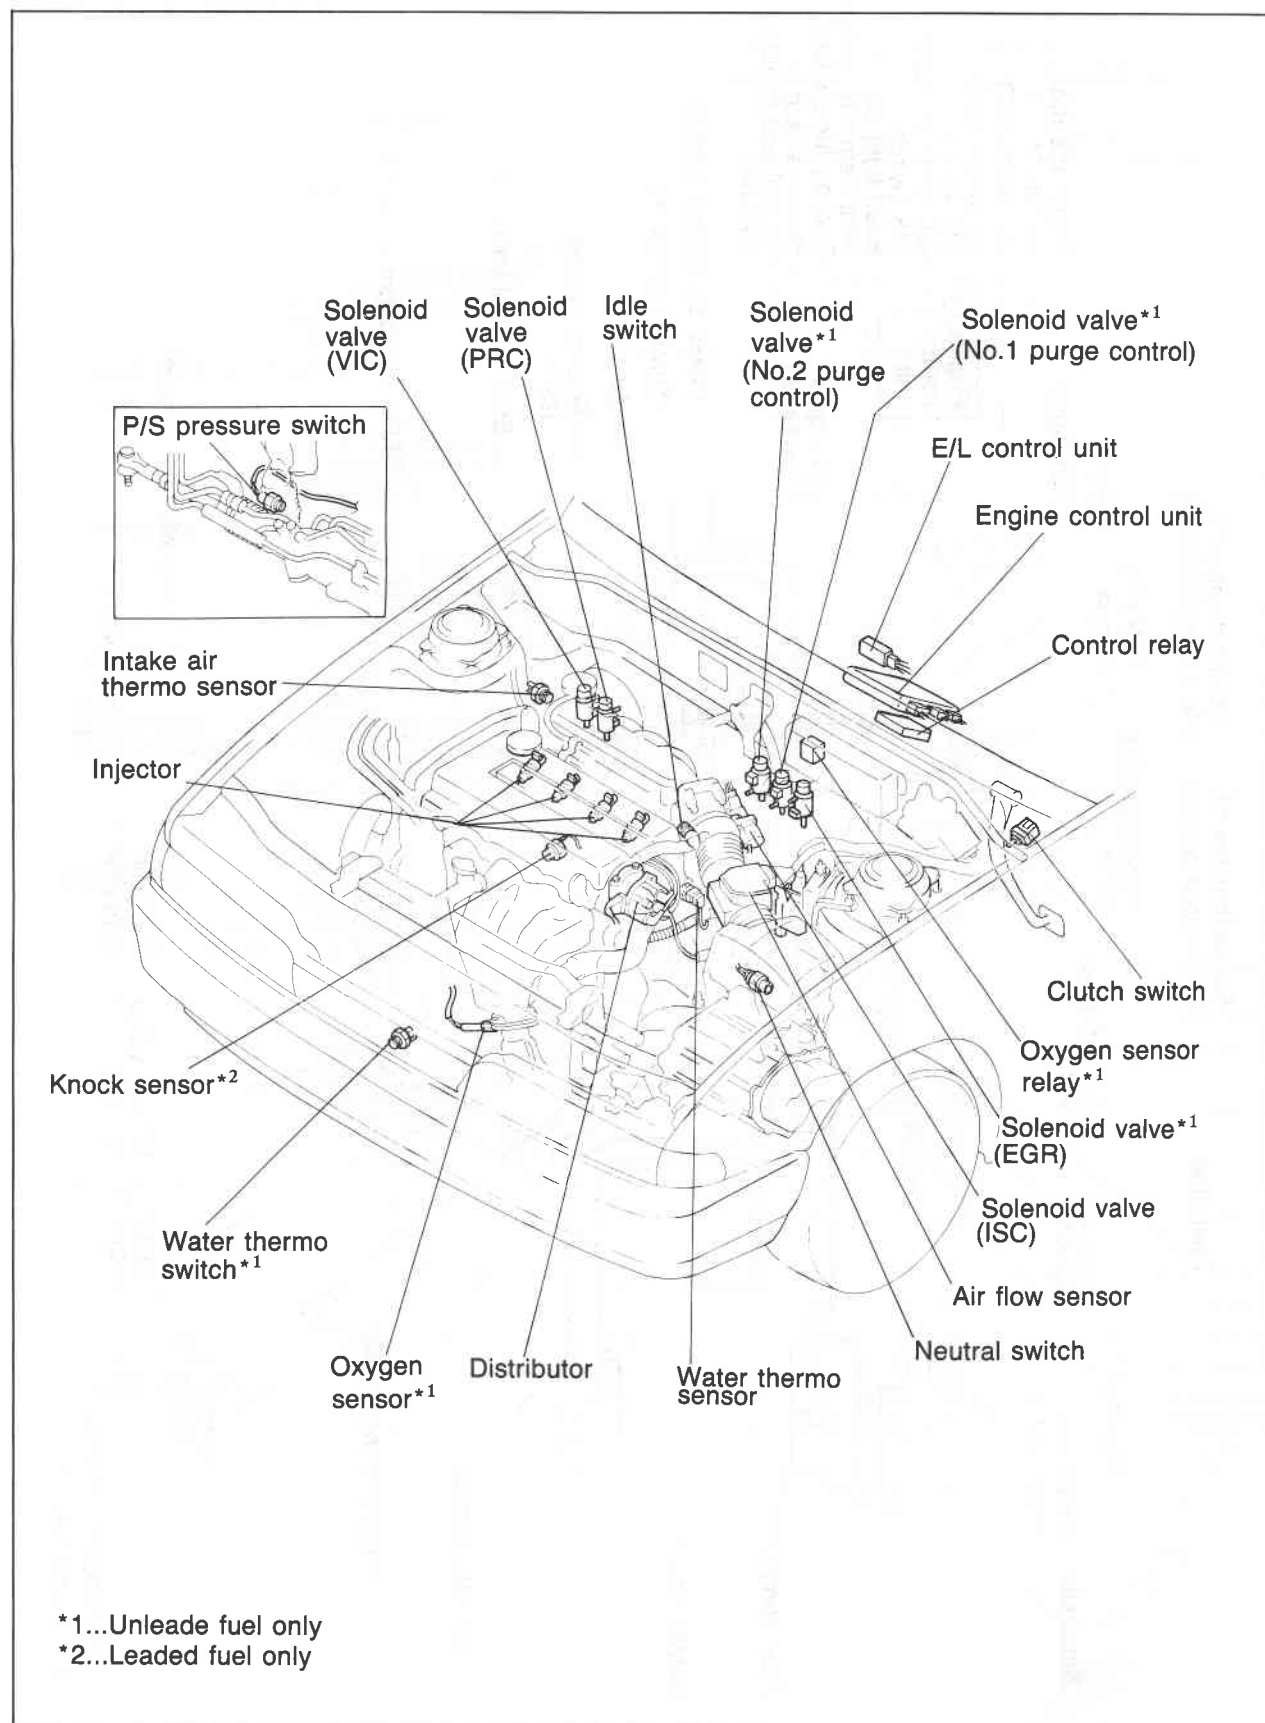 Solenoid
valve
(VIC)
Solenoid
valve
(PRC)
Idle
switch
Solenoid
valve*1
(No.2 purge
control)
Solenoid valve*1
(No.1 purge control)
P/S pressure switch
E/L control unit
Engine control unit
Control relay
Intake air
thermo sensor
Injector
Clutch switch
Oxygen sensor
relay*1
Knock sensor*2
Solenoid valve*1
(EGR)
Solenoid valve
(ISC)
Water thermo
switch*1
Air flow sensor
Neutral switch
Oxygen
sensor*1
Distributor
Water thermo
sensor
*1...Unleade fuel only
*2...Leaded fuel only